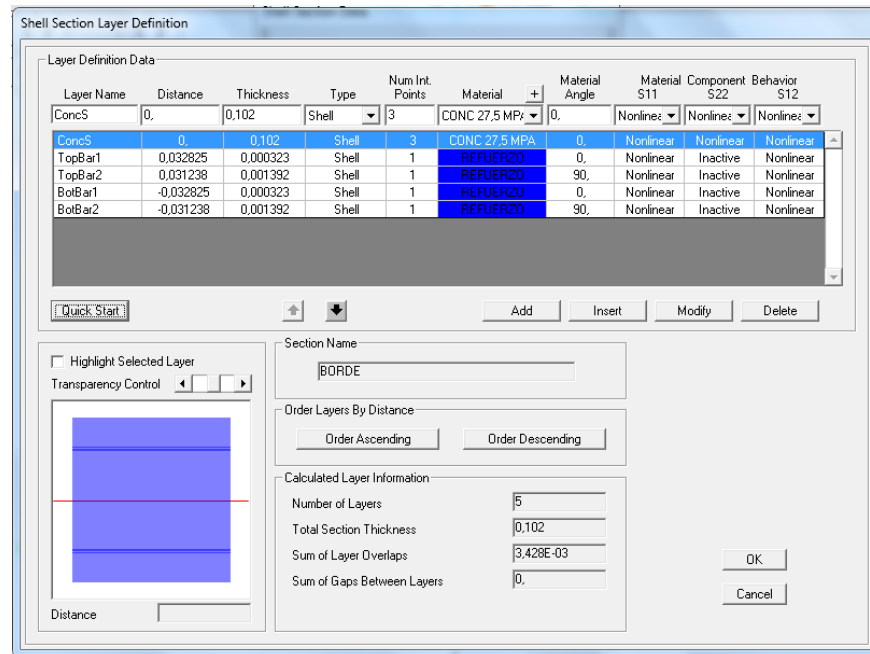 Shell Section Layer Definition
Layer Definition Data
Layer Name Distance Thickness Type Num Int. Points Material + Material Angle Material Component Behavior S11 S22 S12
ConcS 0, 0,102 Shell 3 CONC 27,5 MPA 0, Nonlinear Nonlinear Nonlinear
ConcS 0, 0,102 Shell 3 CONC 27,5 MPA 0, Nonlinear Nonlinear Nonlinear
TopBar1 0,032825 0,000323 Shell 1 REFUERZO 0, Nonlinear Inactive Nonlinear
TopBar2 0,031238 0,001392 Shell 1 REFUERZO 90, Nonlinear Inactive Nonlinear
BotBar1 -0,032825 0,000323 Shell 1 REFUERZO 0, Nonlinear Inactive Nonlinear
BotBar2 -0,031238 0,001392 Shell 1 REFUERZO 90, Nonlinear Inactive Nonlinear
Quick Start Add Insert Modify Delete
Highlight Selected Layer
Transparency Control
Distance
Section Name
BORDE
Order Layers By Distance
Order Ascending Order Descending
Calculated Layer Information
Number of Layers 5
Total Section Thickness 0,102
Sum of Layer Overlaps 3,428E-03
Sum of Gaps Between Layers 0,
OK
Cancel